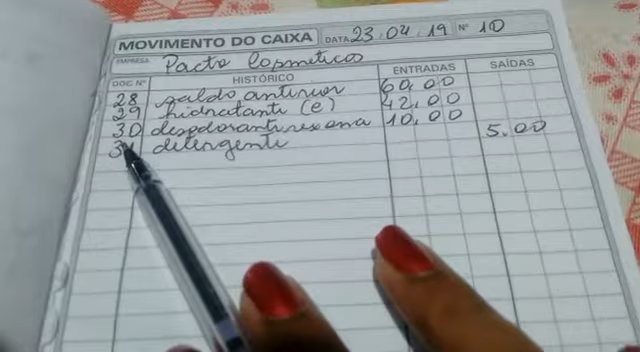 MOVIMENTO DO CAIXA DATA 23.04.19 Nº 10
EMPRESA Pacto Cosmeticos
DOC Nº HISTÓRICO ENTRADAS SAÍDAS
28 saldo anterior 60,00
29 hidratante (e) 42,00
30 desodorante rexona 10,00
31 detergente 5.00